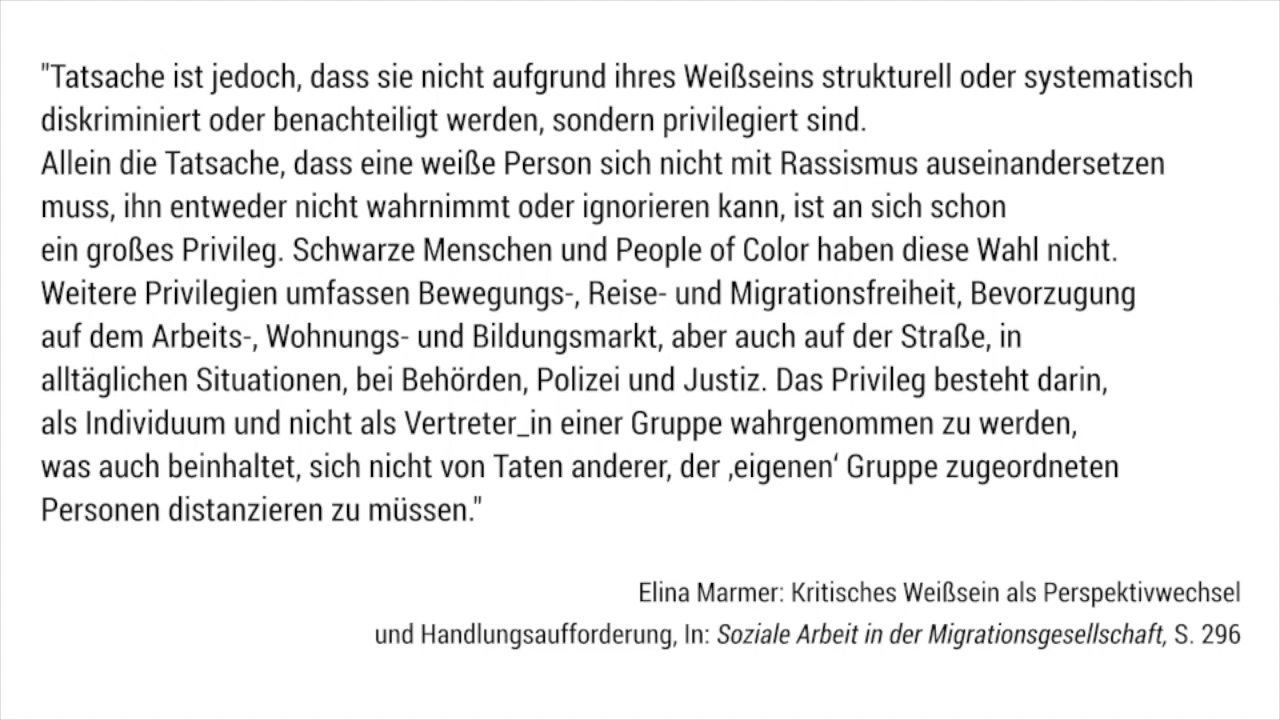 "Tatsache ist jedoch, dass sie nicht aufgrund ihres Weißseins strukturell oder systematisch
diskriminiert oder benachteiligt werden, sondern privilegiert sind.
Allein die Tatsache, dass eine weiße Person sich nicht mit Rassismus auseinandersetzen
muss, ihn entweder nicht wahrnimmt oder ignorieren kann, ist an sich schon
ein großes Privileg. Schwarze Menschen und People of Color haben diese Wahl nicht.
Weitere Privilegien umfassen Bewegungs-, Reise- und Migrationsfreiheit, Bevorzugung
auf dem Arbeits-, Wohnungs- und Bildungsmarkt, aber auch auf der Straße, in
alltäglichen Situationen, bei Behörden, Polizei und Justiz. Das Privileg besteht darin,
als Individuum und nicht als Vertreter_in einer Gruppe wahrgenommen zu werden,
was auch beinhaltet, sich nicht von Taten anderer, der ‚eigenen‘ Gruppe zugeordneten
Personen distanzieren zu müssen."
Elina Marmer: Kritisches Weißsein als Perspektivwechsel
und Handlungsaufforderung, In: Soziale Arbeit in der Migrationsgesellschaft, S. 296